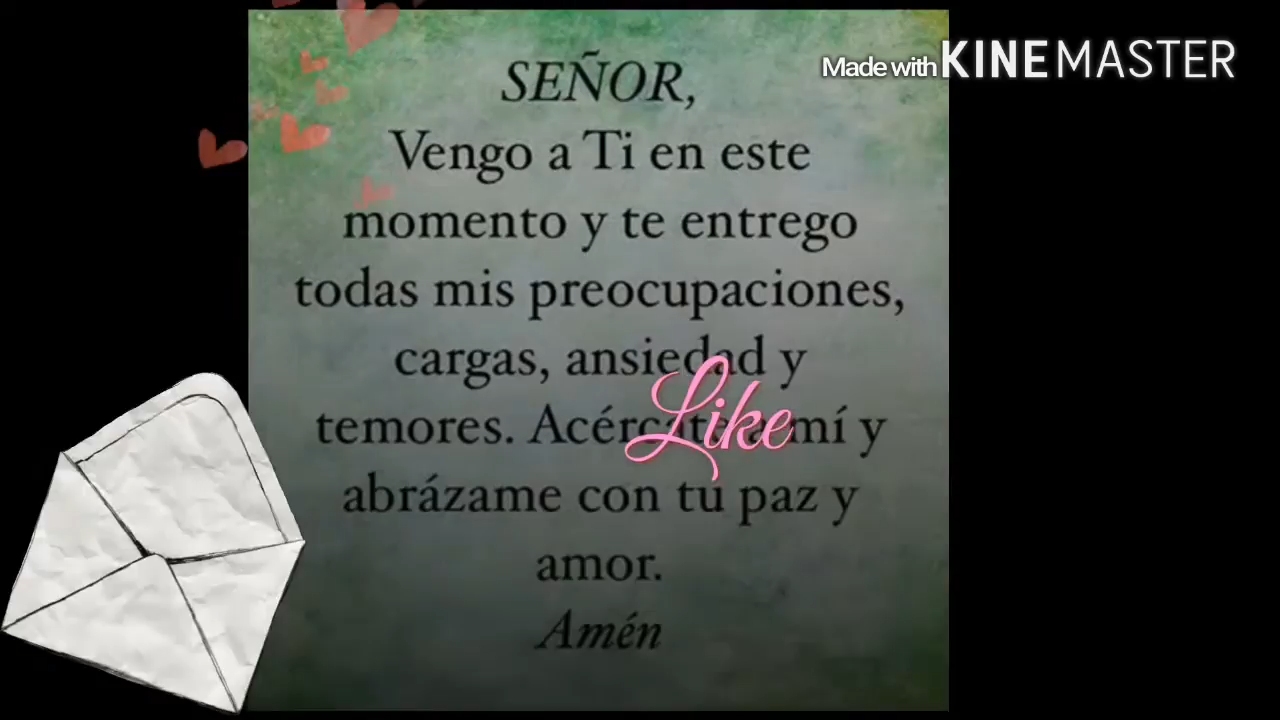 Made with KINEMASTER
SEÑOR,
Vengo a Ti en este
momento y te entrego
todas mis preocupaciones,
cargas, ansiedad y
temores. Acércate a mí y
abrázame con tu paz y
amor.
Amén
Like